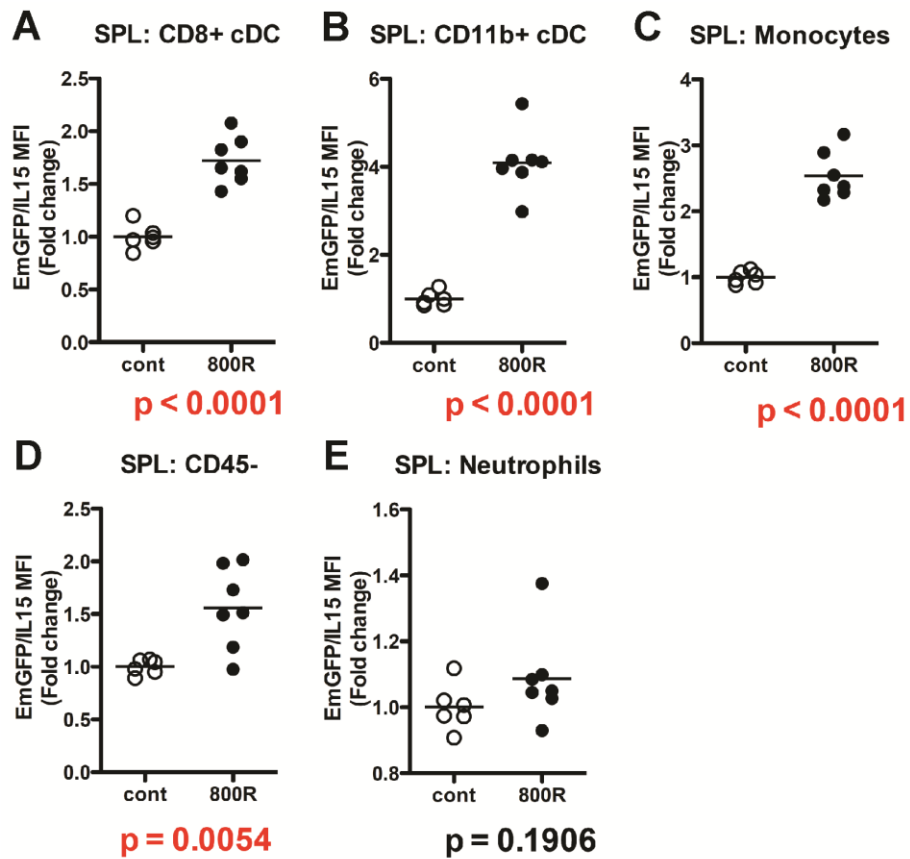 A SPL: CD8+ cDC
EmGFP/IL15 MFI
(Fold change)
2.5
2.0
1.5
1.0
0.5
0.0
cont 800R
p < 0.0001
B SPL: CD11b+ cDC
EmGFP/IL15 MFI
(Fold change)
6
4
2
0
cont 800R
p < 0.0001
C SPL: Monocytes
EmGFP/IL15 MFI
(Fold change)
4
3
2
1
0
cont 800R
p < 0.0001
D SPL: CD45-
EmGFP/IL15 MFI
(Fold change)
2.5
2.0
1.5
1.0
0.5
0.0
cont 800R
p = 0.0054
E SPL: Neutrophils
EmGFP/IL15 MFI
(Fold change)
1.6
1.4
1.2
1.0
0.8
cont 800R
p = 0.1906